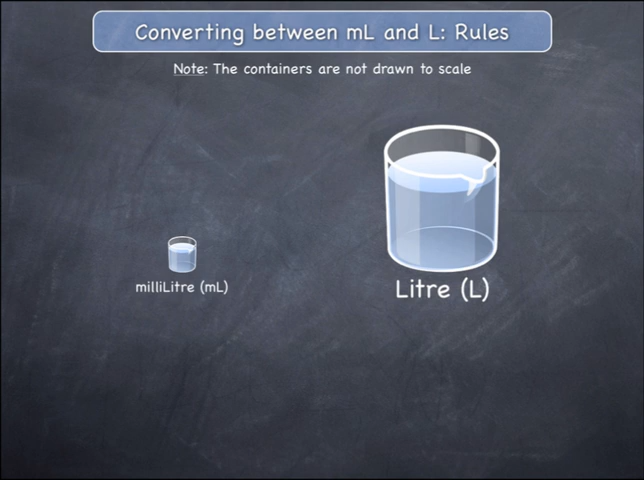 Converting between mL and L: Rules
Note: The containers are not drawn to scale
milliLitre (mL)
Litre (L)